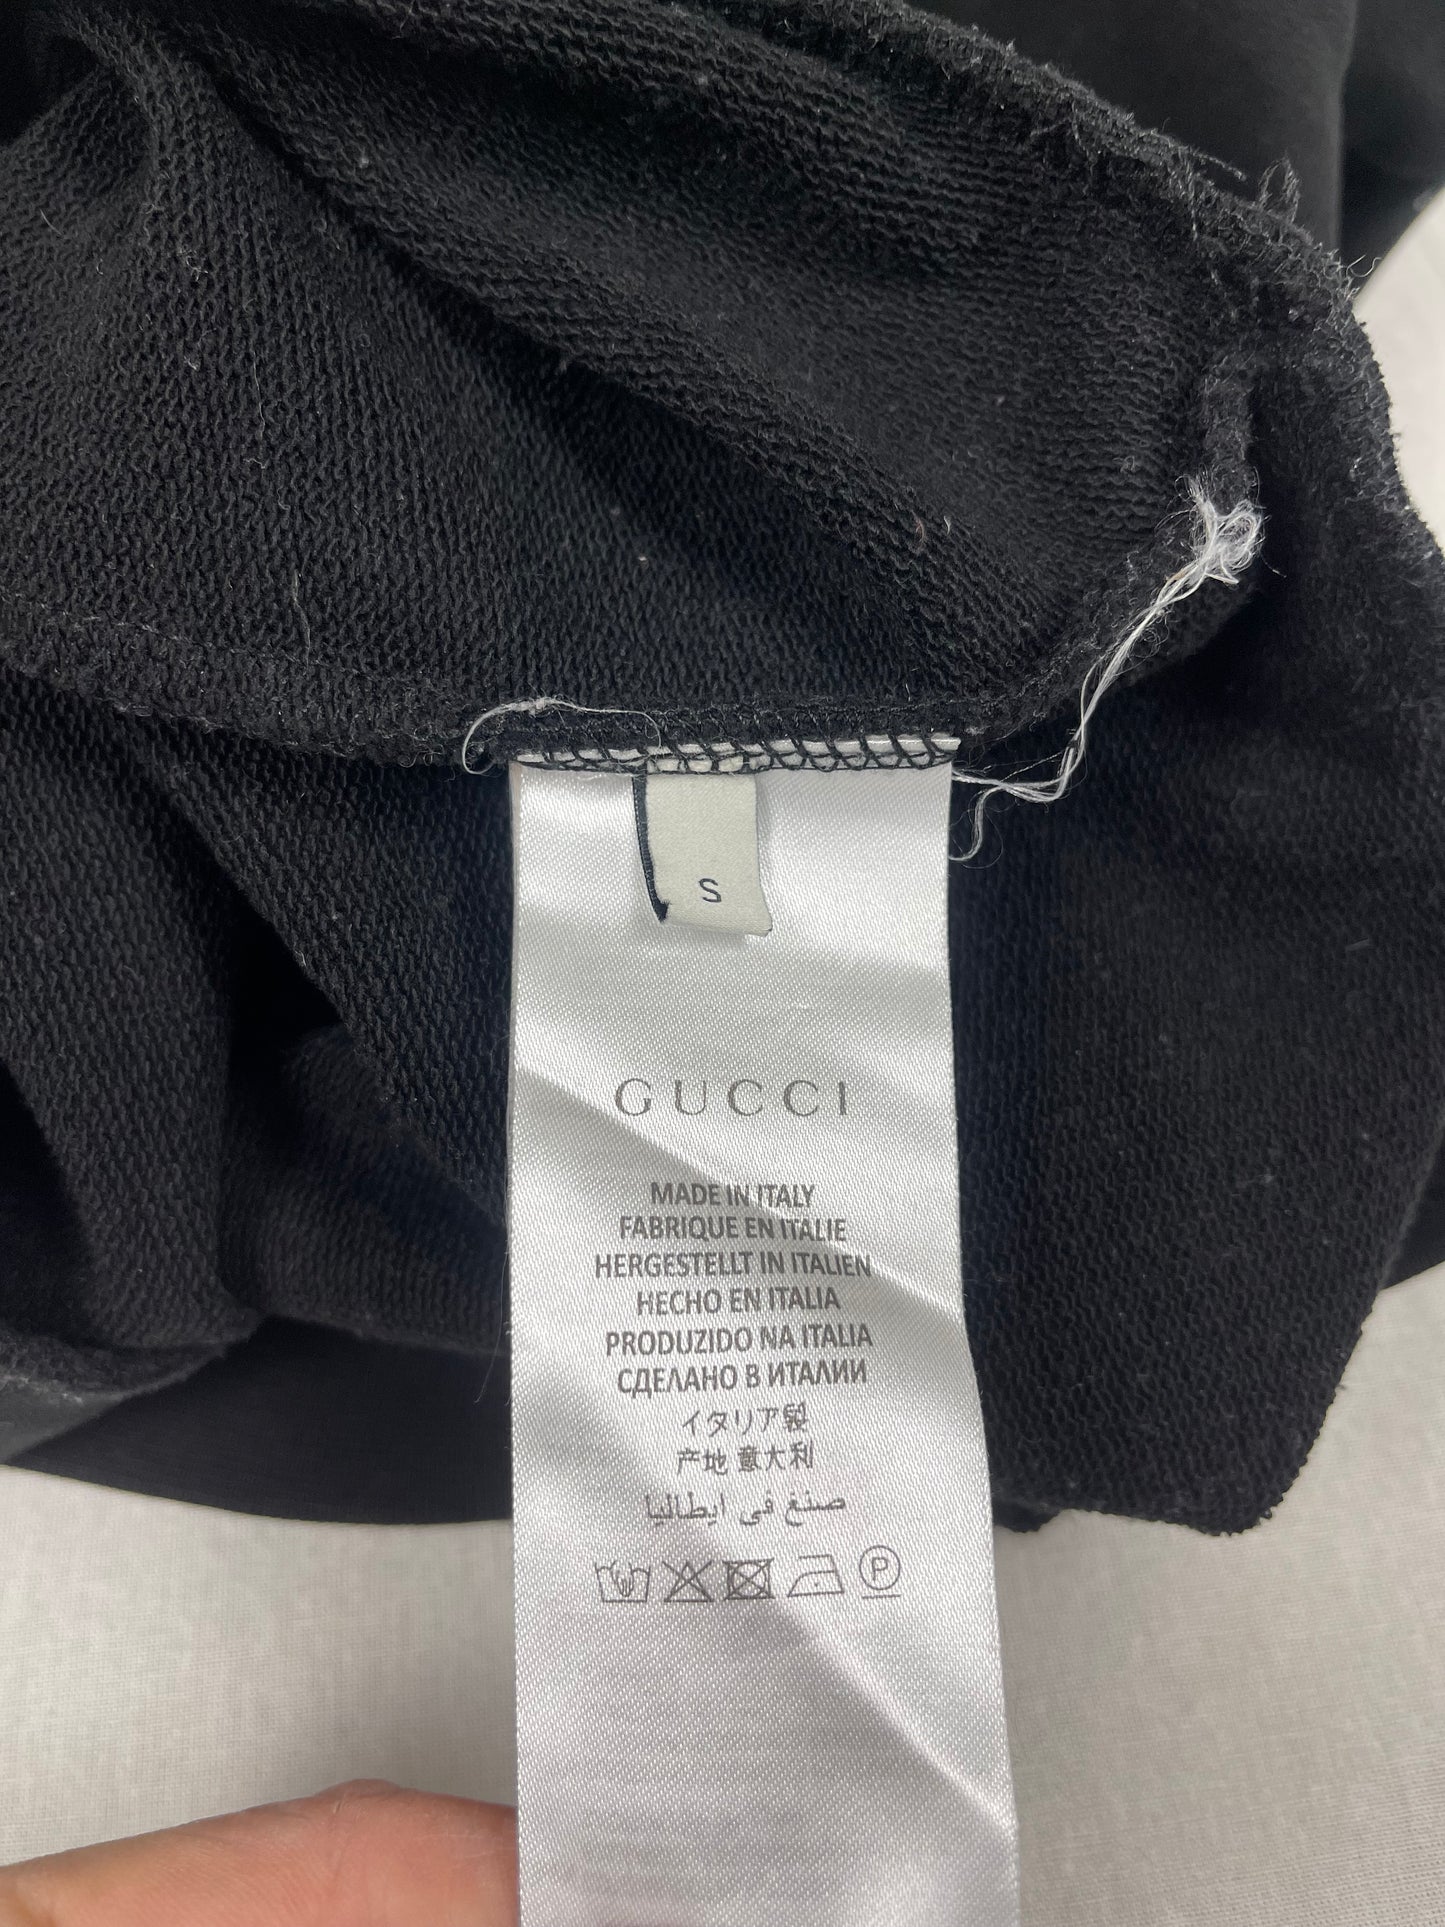 S
GUCCI
MADE IN ITALY
FABRIQUE EN ITALIE
HERGESTELLT IN ITALIEN
HECHO EN ITALIA
PRODUZIDO NA ITALIA
СДЕЛАНО В ИТАЛИИ
イタリア製
产地 意大利
صنغ في ايطاليا
P